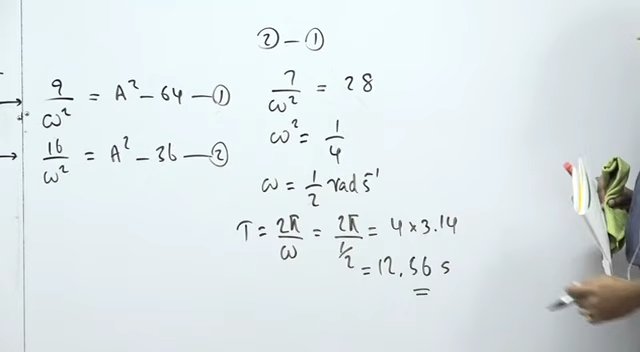 9/ω² = A² – 64 — ①
16/ω² = A² – 36 — ②
② – ①
7/ω² = 28
ω² = 1/4
ω = 1/2 rad s⁻¹
T = 2π/ω = 2π/½ = 4 × 3.14
= 12.56 s